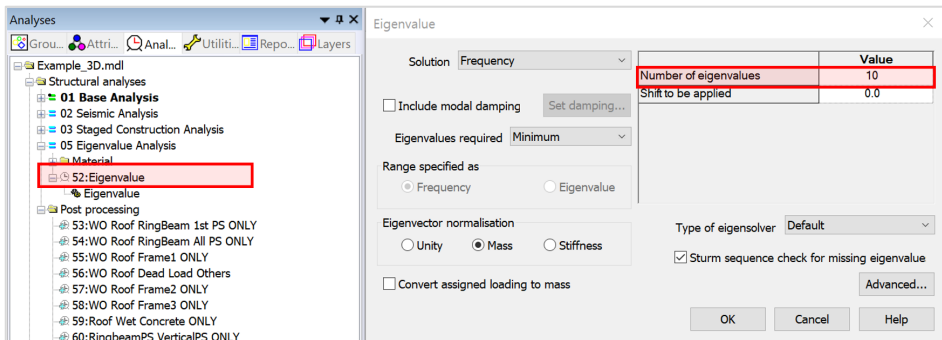 Analyses
Grou... Attri... Anal... Utiliti... Repo... Layers
Example_3D.mdl
Structural analyses
01 Base Analysis
02 Seismic Analysis
03 Staged Construction Analysis
05 Eigenvalue Analysis
Material
52:Eigenvalue
Eigenvalue
Post processing
53:WO Roof RingBeam 1st PS ONLY
54:WO Roof RingBeam All PS ONLY
55:WO Roof Frame1 ONLY
56:WO Roof Dead Load Others
57:WO Roof Frame2 ONLY
58:WO Roof Frame3 ONLY
59:Roof Wet Concrete ONLY
60:RingbeamPS VerticalPS ONLY
Eigenvalue
Solution Frequency
Include modal damping Set damping...
Eigenvalues required Minimum
Range specified as
Frequency Eigenvalue
Eigenvector normalisation
Unity Mass Stiffness
Convert assigned loading to mass
Value
Number of eigenvalues 10
Shift to be applied 0.0
Type of eigensolver Default
Sturm sequence check for missing eigenvalue
Advanced...
OK Cancel Help